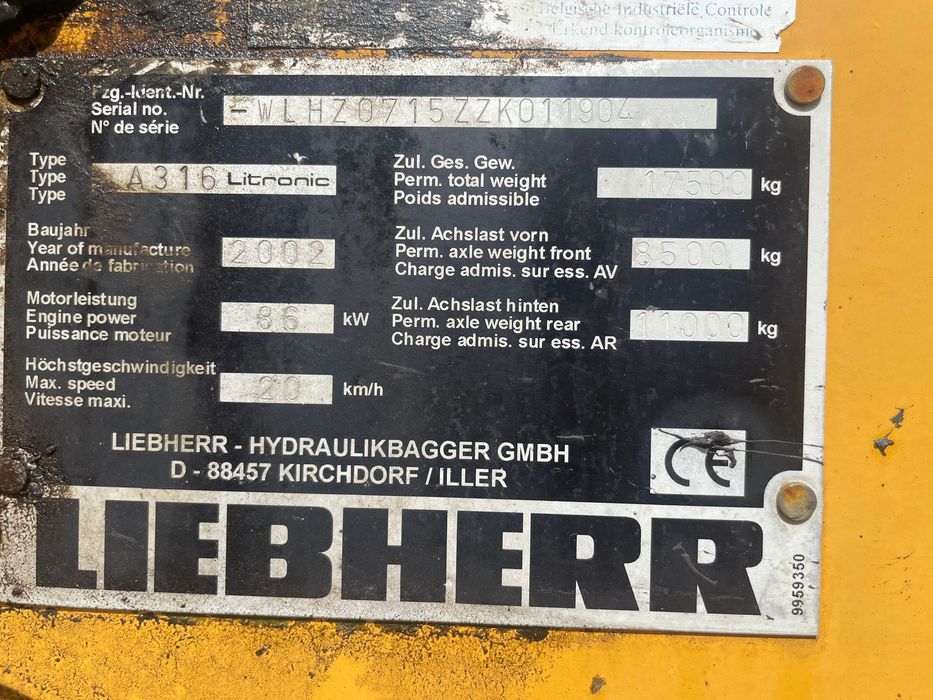 Belgische Industriële Controle
Erkend kontroleorganisme
Fzg.-Ident.-Nr.
Serial no.
N° de série
-WLHZ0715ZZK011904
Type
Type
Type
A316 Litronic
Zul. Ges. Gew.
Perm. total weight
Poids admissible
17500 kg
Baujahr
Year of manufacture
Année de fabrication
2002
Zul. Achslast vorn
Perm. axle weight front
Charge admis. sur ess. AV
8500 kg
Motorleistung
Engine power
Puissance moteur
86 kW
Zul. Achslast hinten
Perm. axle weight rear
Charge admis. sur ess. AR
11000 kg
Höchstgeschwindigkeit
Max. speed
Vitesse maxi.
20 km/h
LIEBHERR - HYDRAULIKBAGGER GMBH
D - 88457 KIRCHDORF / ILLER
CE
LIEBHERR
9959350